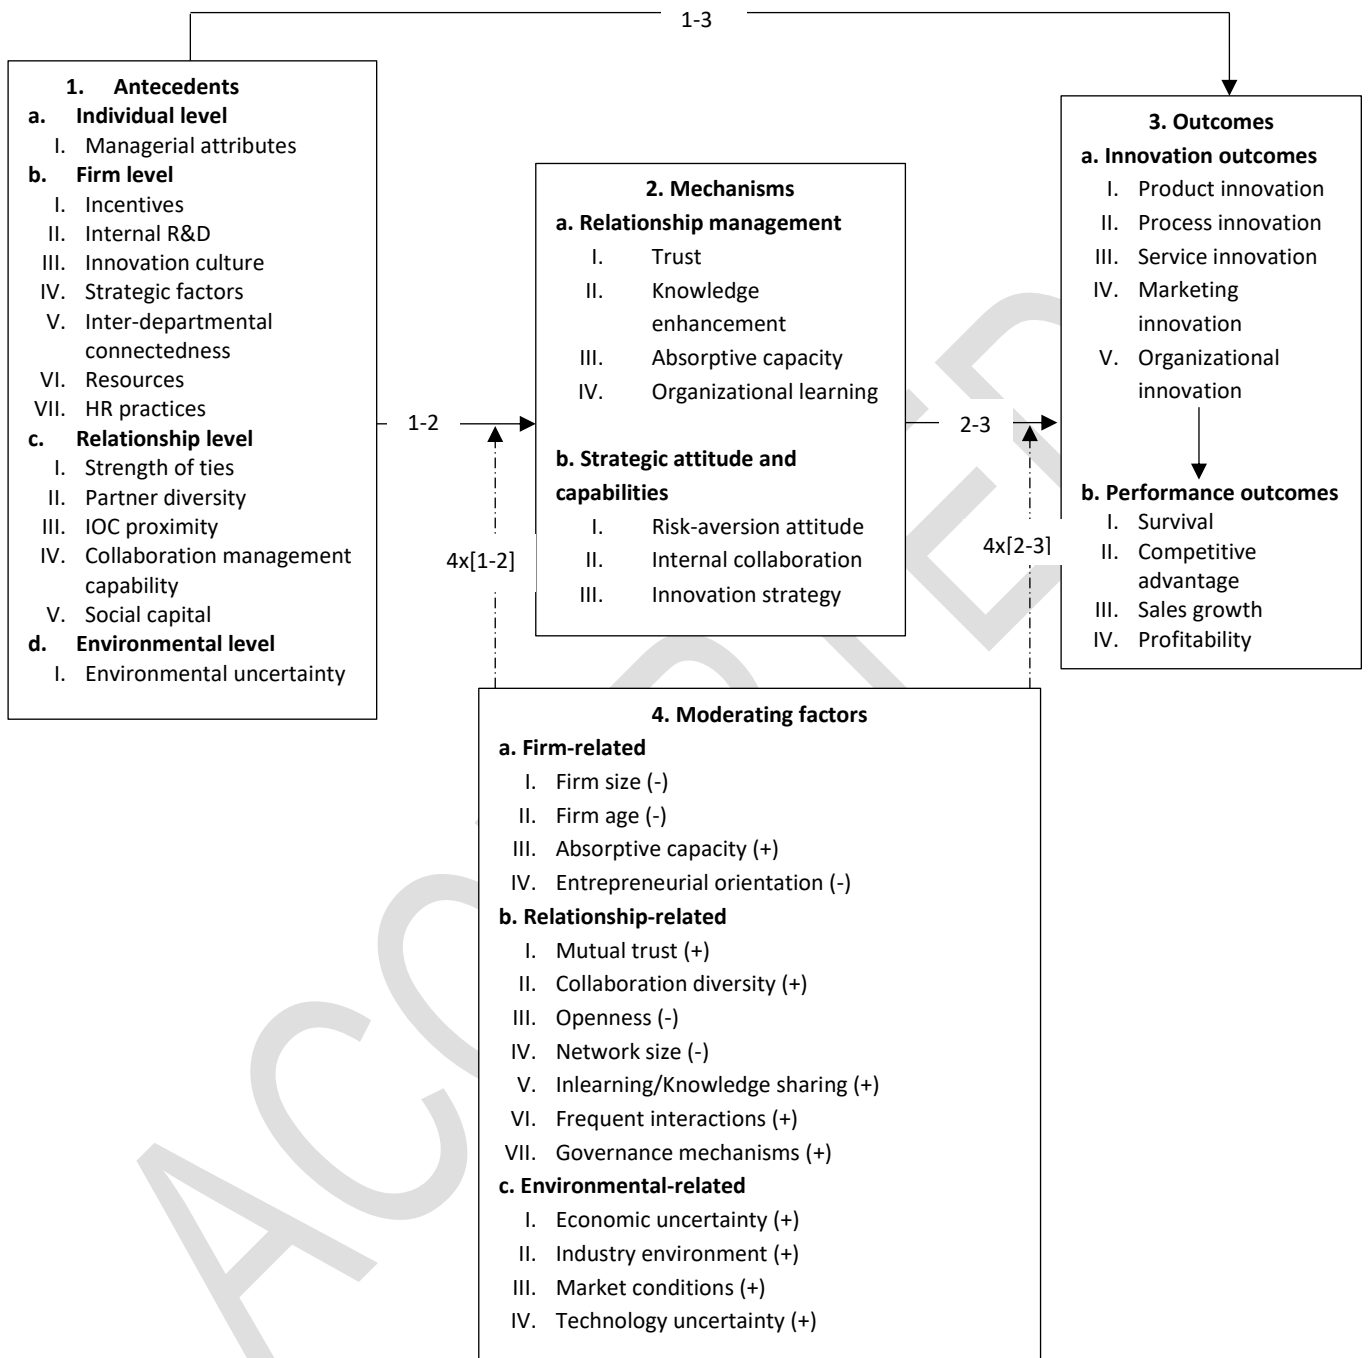 1-3
1. Antecedents
a. Individual level
I. Managerial attributes
b. Firm level
I. Incentives
II. Internal R&D
III. Innovation culture
IV. Strategic factors
V. Inter-departmental
connectedness
VI. Resources
VII. HR practices
c. Relationship level
I. Strength of ties
II. Partner diversity
III. IOC proximity
IV. Collaboration management
capability
V. Social capital
d. Environmental level
I. Environmental uncertainty
1-2
4x[1-2]
2. Mechanisms
a. Relationship management
I. Trust
II. Knowledge
enhancement
III. Absorptive capacity
IV. Organizational learning
b. Strategic attitude and
capabilities
I. Risk-aversion attitude
II. Internal collaboration
III. Innovation strategy
2-3
4x[2-3]
3. Outcomes
a. Innovation outcomes
I. Product innovation
II. Process innovation
III. Service innovation
IV. Marketing
innovation
V. Organizational
innovation
b. Performance outcomes
I. Survival
II. Competitive
advantage
III. Sales growth
IV. Profitability
4. Moderating factors
a. Firm-related
I. Firm size (-)
II. Firm age (-)
III. Absorptive capacity (+)
IV. Entrepreneurial orientation (-)
b. Relationship-related
I. Mutual trust (+)
II. Collaboration diversity (+)
III. Openness (-)
IV. Network size (-)
V. Inlearning/Knowledge sharing (+)
VI. Frequent interactions (+)
VII. Governance mechanisms (+)
c. Environmental-related
I. Economic uncertainty (+)
II. Industry environment (+)
III. Market conditions (+)
IV. Technology uncertainty (+)